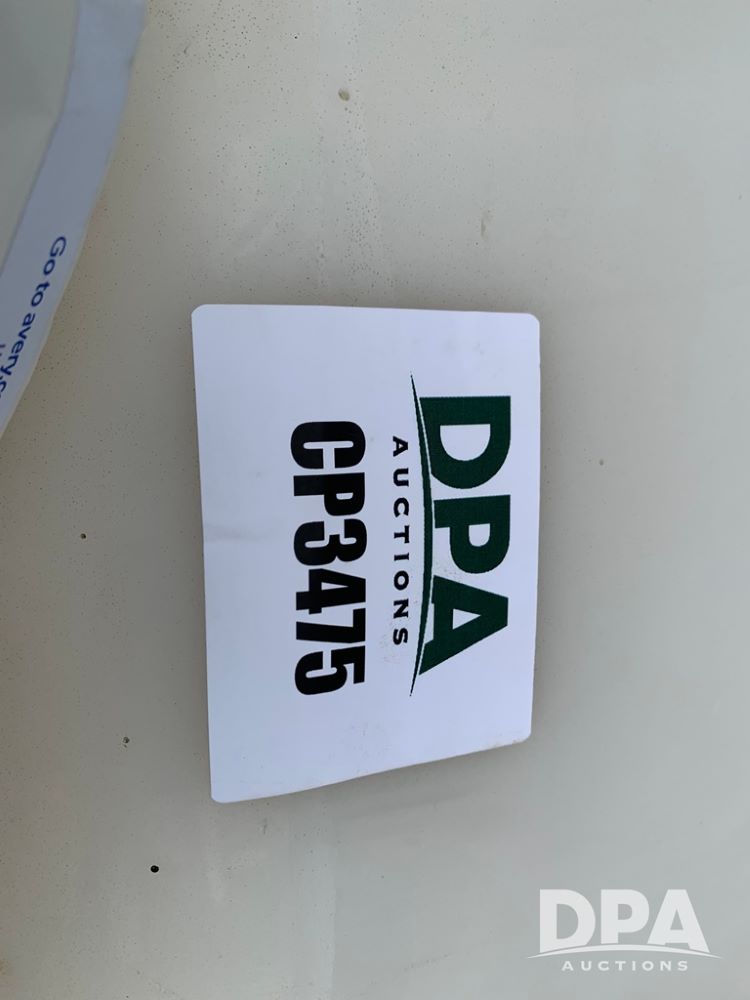 Go to avery.c
DPA
AUCTIONS
CP3475
DPA
AUCTIONS